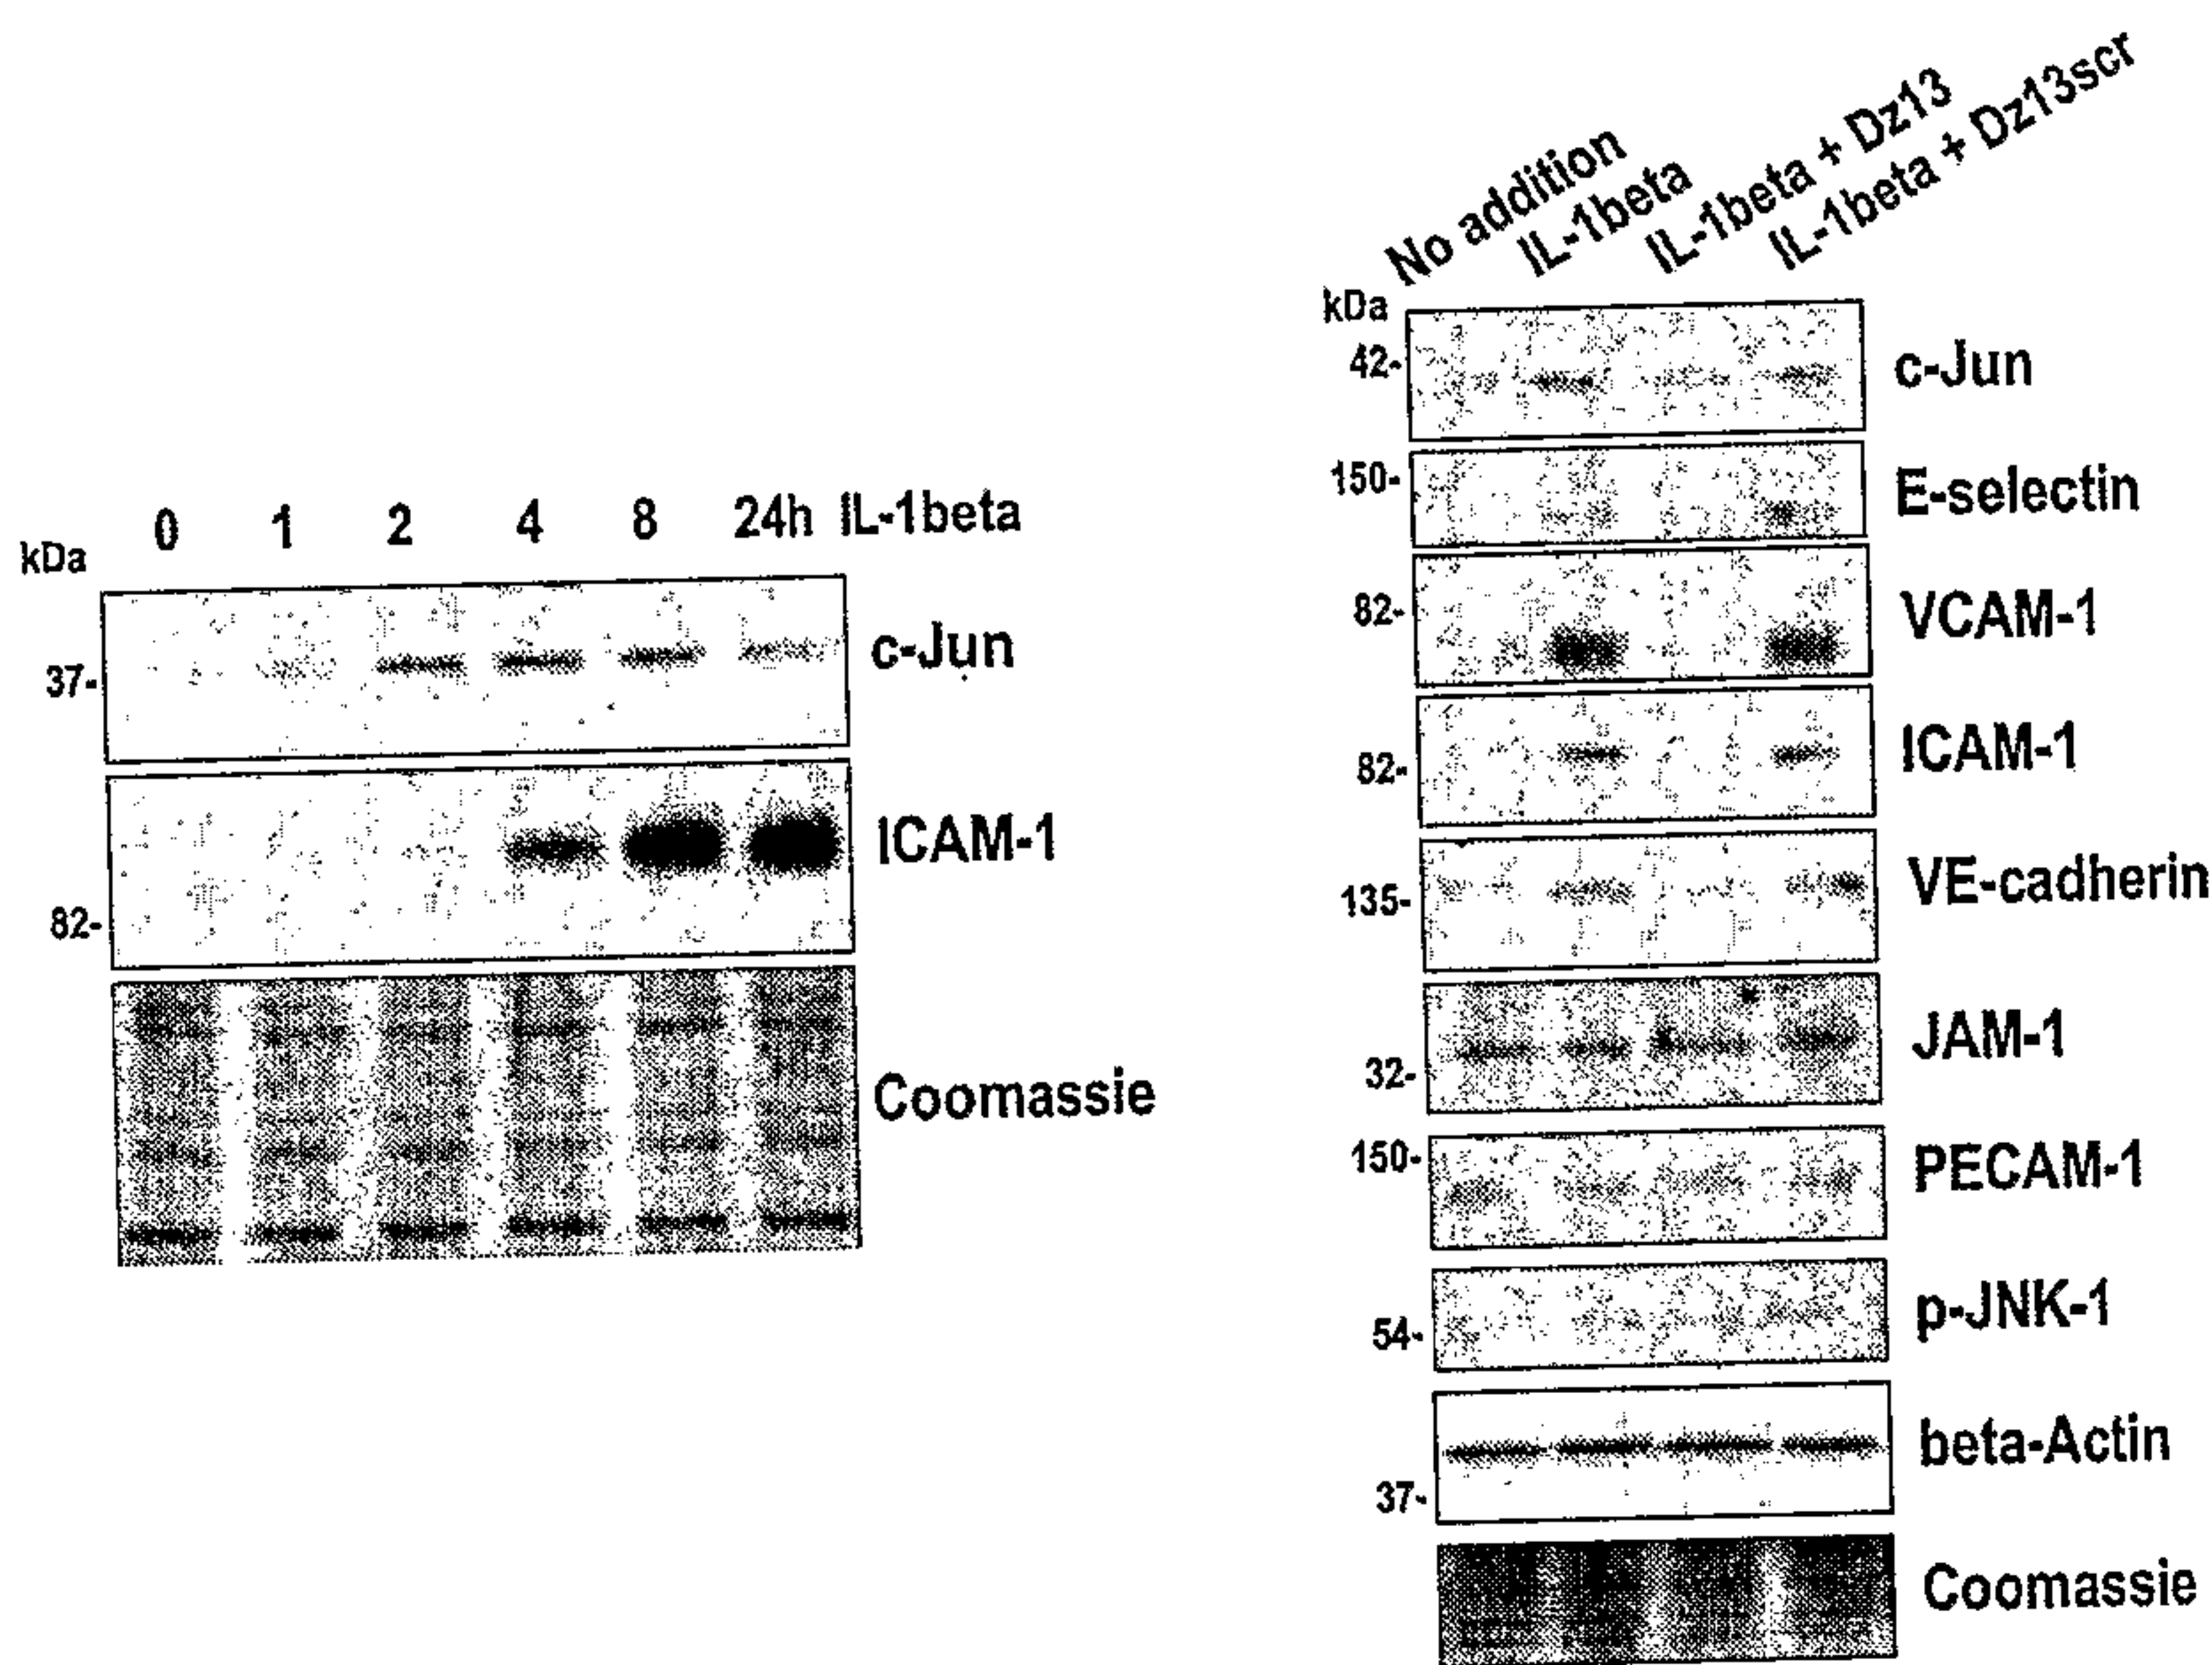 0 1 2 4 8 24h IL-1beta
kDa
37-
c-Jun
82-
ICAM-1
Coomassie
No addition
IL-1beta
IL-1beta + Dz13
IL-1beta + Dz13scr
kDa
42-
c-Jun
150-
E-selectin
82-
VCAM-1
82-
ICAM-1
135-
VE-cadherin
32-
JAM-1
150-
PECAM-1
54-
p-JNK-1
beta-Actin
37-
Coomassie